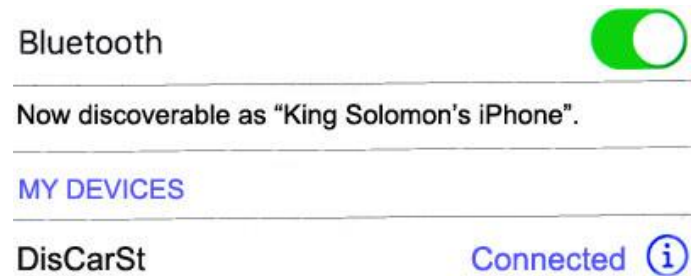 Bluetooth
Now discoverable as “King Solomon’s iPhone”.
MY DEVICES
DisCarSt Connected